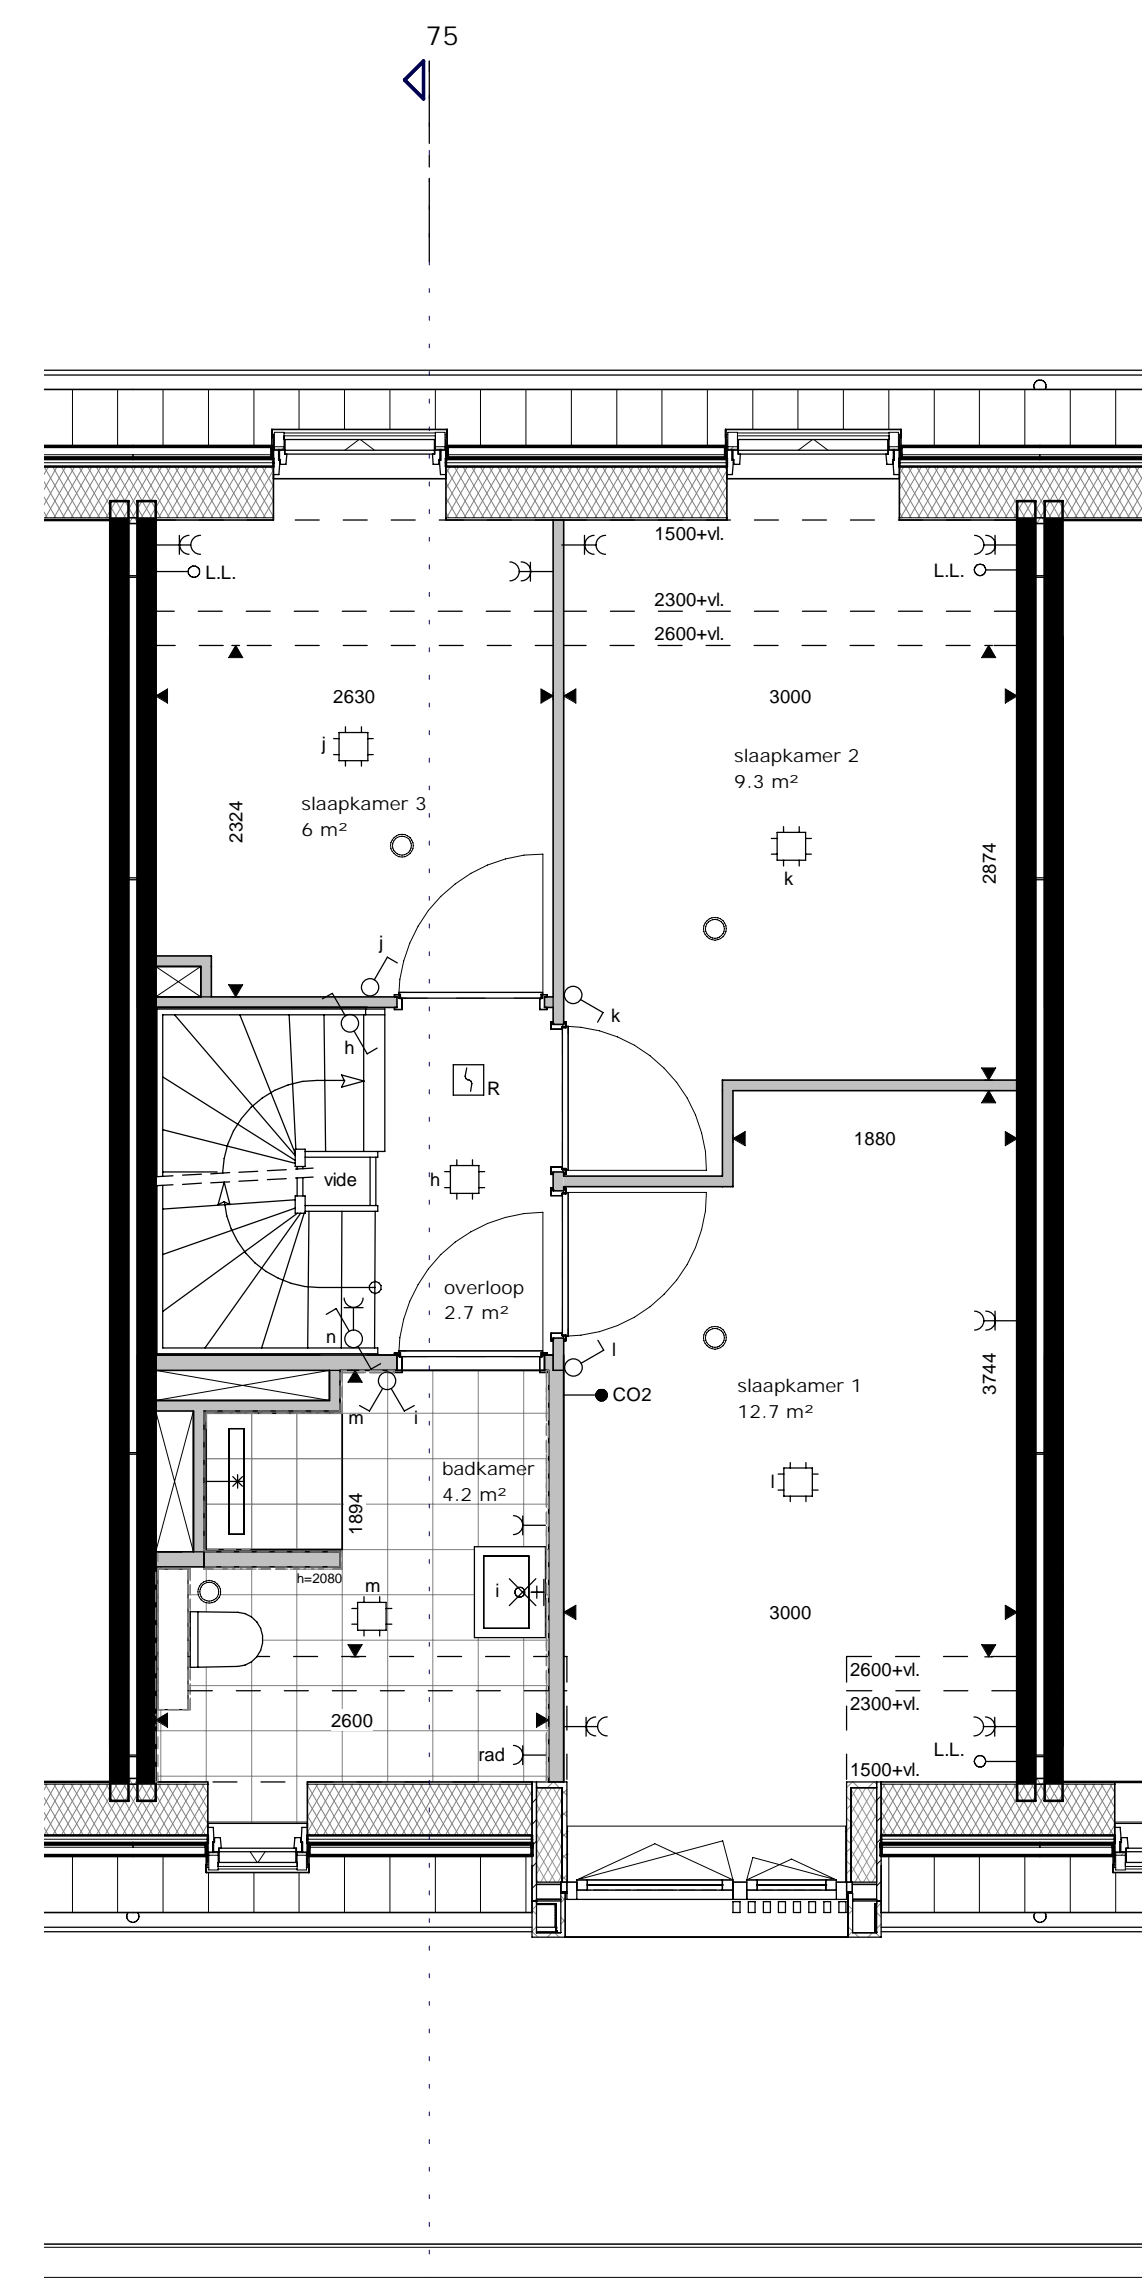 75
1500+vl.
L.L.
L.L.
2300+vl.
2600+vl.
2630
3000
j
slaapkamer 2
9.3 m²
slaapkamer 3
6 m²
2324
2874
k
j
k
h
R
1880
vide
h
overloop
2.7 m²
n
l
3744
slaapkamer 1
12.7 m²
CO2
m
i
badkamer
4.2 m²
l
1894
h=2080
m
i
3000
2600+vl.
2300+vl.
2600
rad
L.L.
1500+vl.